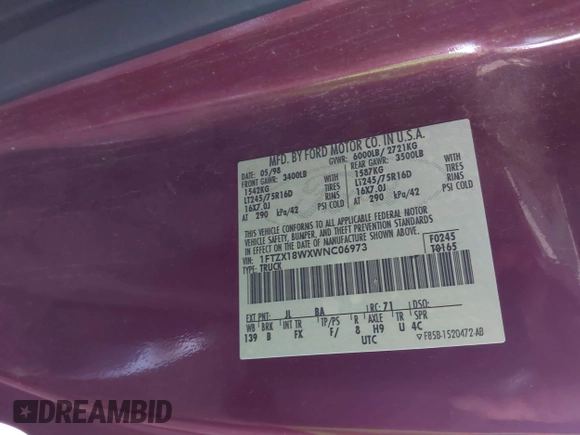 MFD. BY FORD MOTOR CO. IN U.S.A.
DATE: 05/98 GVWR: 6000LB/ 2721KG
FRONT GAWR: 3400LB REAR GAWR: 3500LB
1542KG 1587KG
LT245/75R16D TIRES LT245/75R16D TIRES
16X7.0J RIMS 16X7.0J RIMS
AT 290 kPa/42 PSI COLD AT 290 kPa/42 PSI COLD
THIS VEHICLE CONFORMS TO ALL APPLICABLE FEDERAL MOTOR
VEHICLE SAFETY, BUMPER, AND THEFT PREVENTION STANDARDS
IN EFFECT ON THE DATE OF MANUFACTURE SHOWN ABOVE.
VIN: 1FTZX18WXWNC06973 F0245
TYPE: TRUCK T0165
EXT PNT: JL BA RC: 71 DSO:
WB BRK INT TR TP/PS R AX TR SPR
139 B FX F/ 8 H9 U 4C
UTC F85B-1520472-AB
DREAMBID